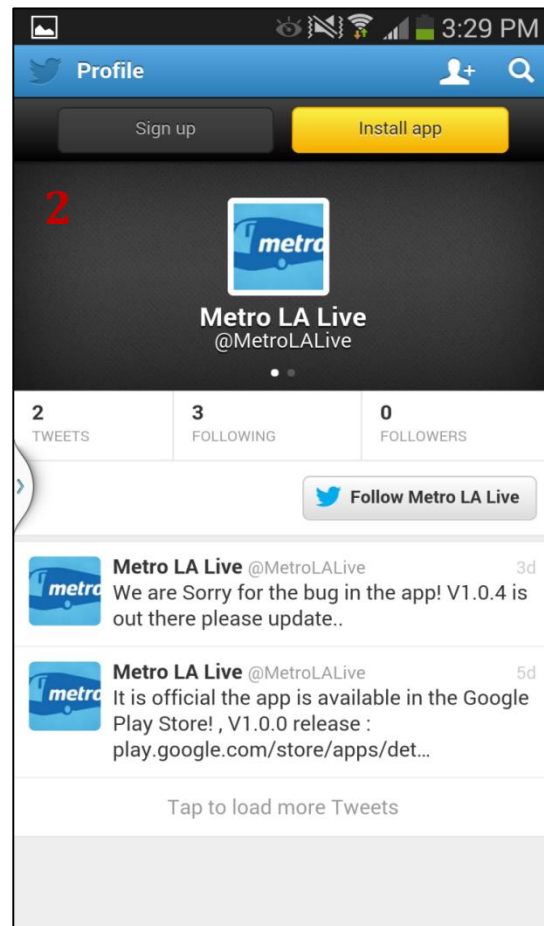 3:29 PM
Profile
Sign up
Install app
2
metro
Metro LA Live
@MetroLALive
2
3
0
TWEETS
FOLLOWING
FOLLOWERS
Follow Metro LA Live
metro
Metro LA Live @MetroLALive 3d
We are Sorry for the bug in the app! V1.0.4 is
out there please update..
metro
Metro LA Live @MetroLALive 5d
It is official the app is available in the Google
Play Store! , V1.0.0 release :
play.google.com/store/apps/det...
Tap to load more Tweets